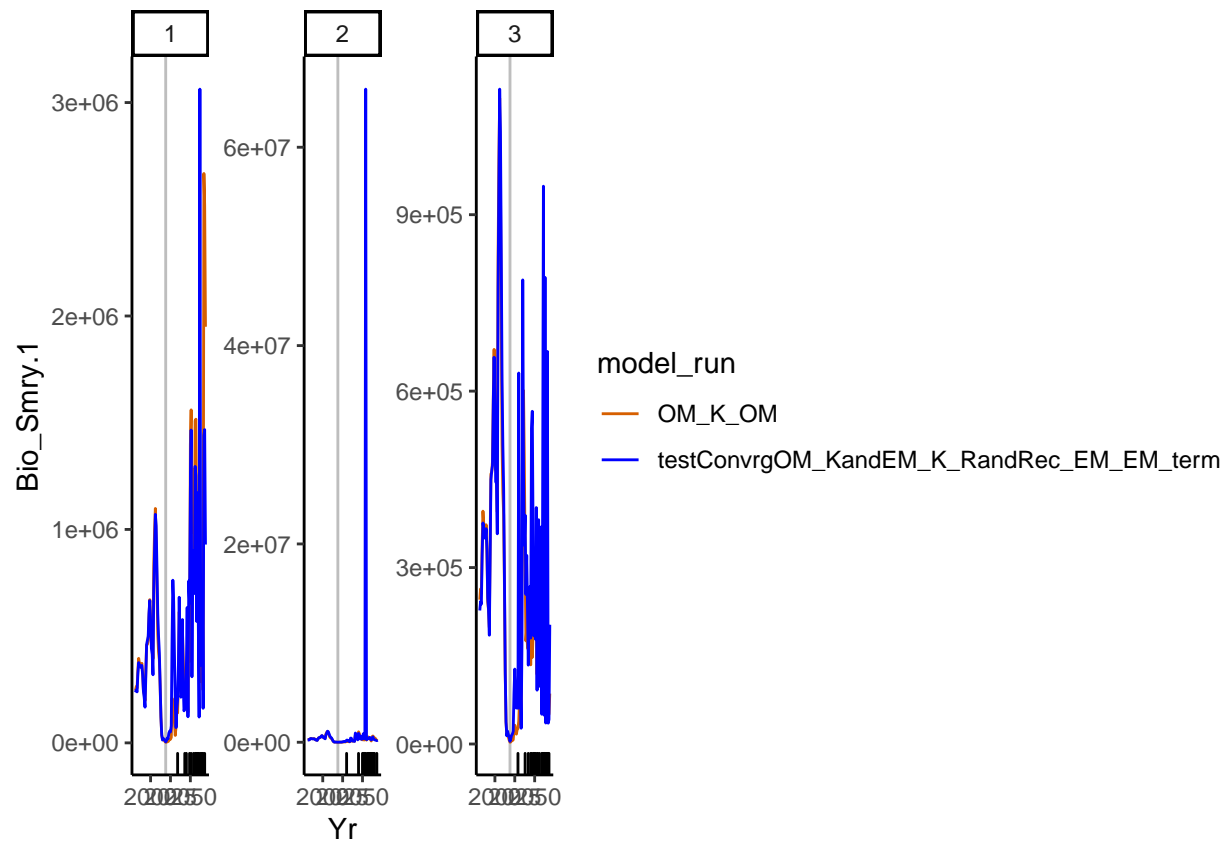 1
2
3
Bio_Smry.1
3e+06
2e+06
1e+06
0e+00
6e+07
4e+07
2e+07
0e+00
9e+05
6e+05
3e+05
0e+00
Yr
model_run
OM_K_OM
testConvrgOM_KandEM_K_RandRec_EM_EM_term